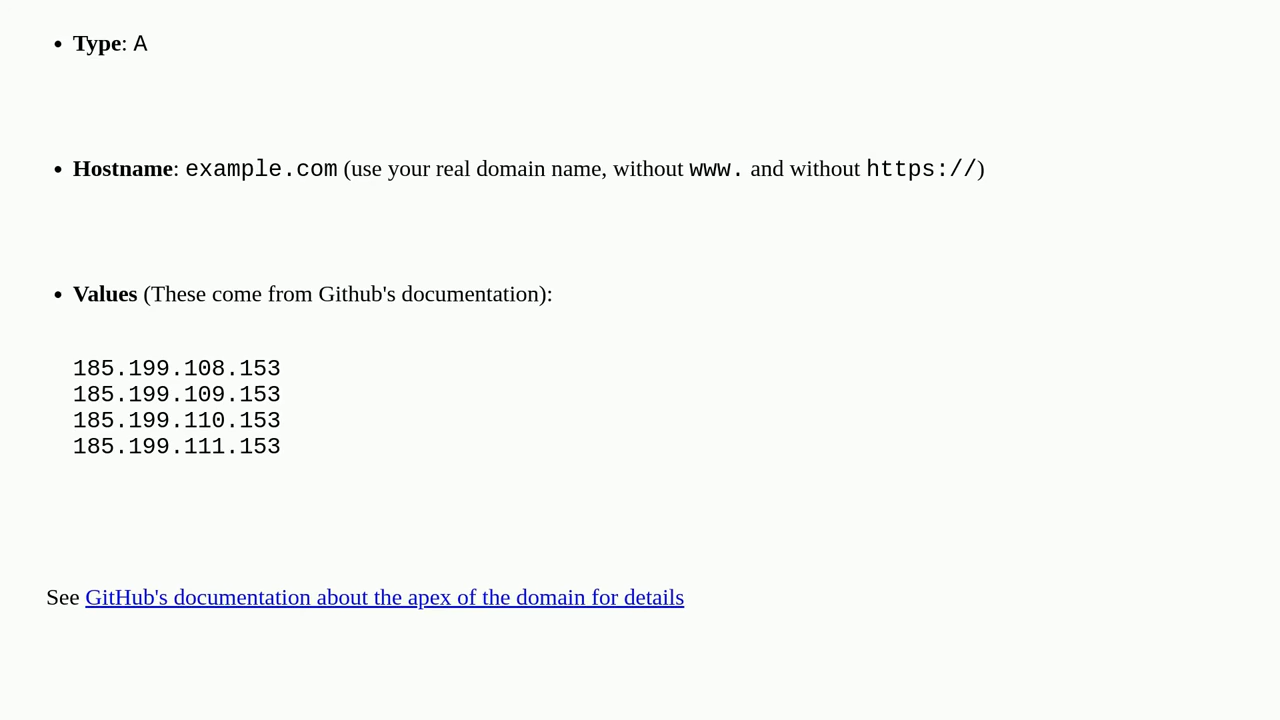 • Type: A
• Hostname: example.com (use your real domain name, without www. and without https://)
• Values (These come from Github's documentation):
185.199.108.153
185.199.109.153
185.199.110.153
185.199.111.153
See GitHub's documentation about the apex of the domain for details